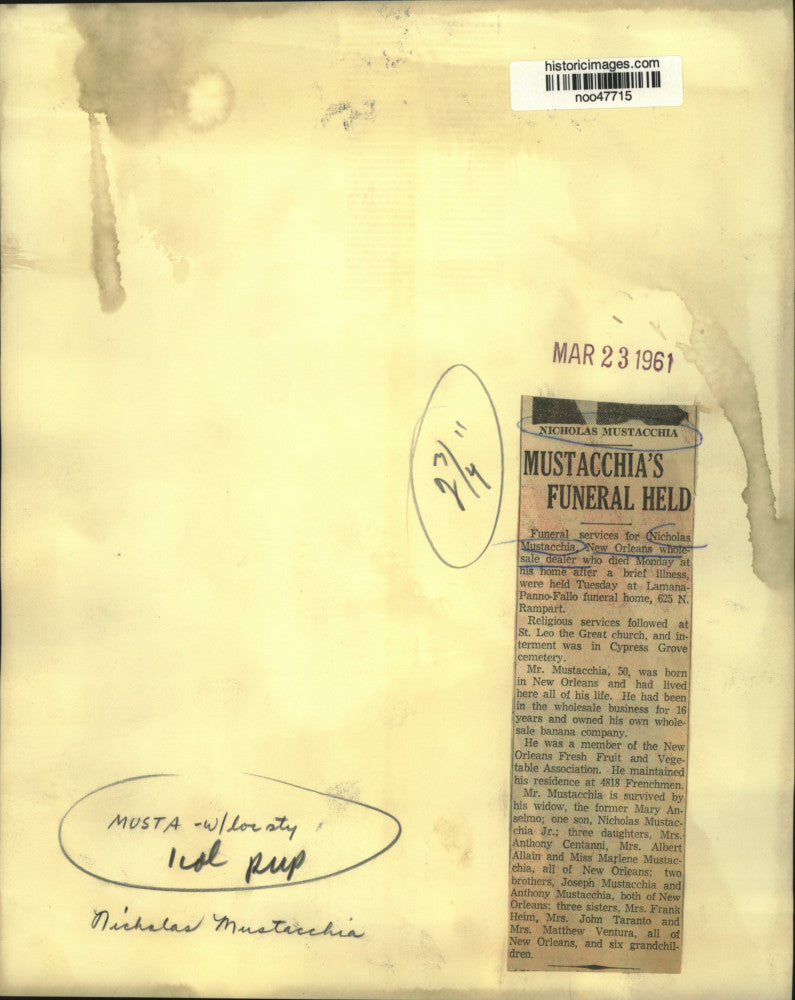 historicimages.com
noo47715
MAR 23 1961
2 3/4"
NICHOLAS MUSTACCHIA
MUSTACCHIA'S
FUNERAL HELD
Funeral services for Nicholas
Mustacchia, New Orleans whole-
sale dealer who died Monday at
his home after a brief illness,
were held Tuesday at Lamana-
Panno-Fallo funeral home, 625 N.
Rampart.
Religious services followed at
St. Leo the Great church, and in-
terment was in Cypress Grove
cemetery.
Mr. Mustacchia, 50, was born
in New Orleans and had lived
here all of his life. He had been
in the wholesale business for 16
years and owned his own whole-
sale banana company.
He was a member of the New
Orleans Fresh Fruit and Vege-
table Association. He maintained
his residence at 4818 Frenchmen.
Mr. Mustacchia is survived by
his widow, the former Mary An-
selmo; one son, Nicholas Mustac-
chia Jr.; three daughters, Mrs.
Anthony Centanni, Mrs. Albert
Allain and Miss Marlene Mustac-
chia, all of New Orleans; two
brothers, Joseph Mustacchia and
Anthony Mustacchia, both of New
Orleans; three sisters, Mrs. Frank
Heim, Mrs. John Taranto and
Mrs. Matthew Ventura, all of
New Orleans, and six grandchil-
dren.
MUSTA -w/loc sty
1 col pup
Nicholas Mustacchia